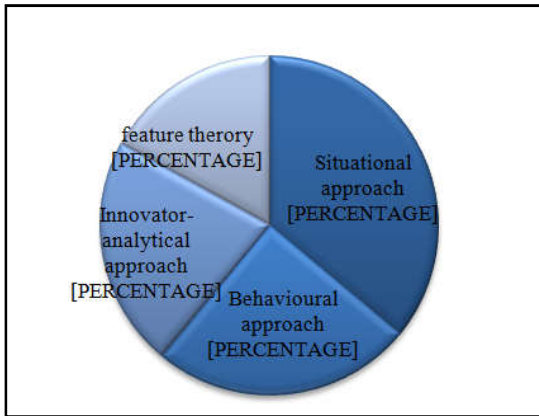 feature therory
[PERCENTAGE]
Situational
approach
[PERCENTAGE]
Innovator-
analytical
approach
[PERCENTAGE]
Behavioural
approach
[PERCENTAGE]